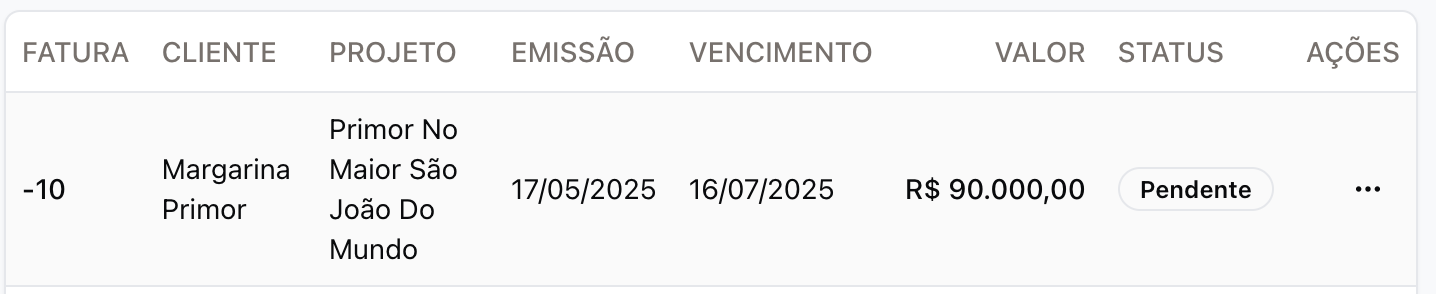 FATURA CLIENTE PROJETO EMISSÃO VENCIMENTO VALOR STATUS AÇÕES
-10
Margarina
Primor
Primor No
Maior São
João Do
Mundo
17/05/2025
16/07/2025
R$ 90.000,00
Pendente